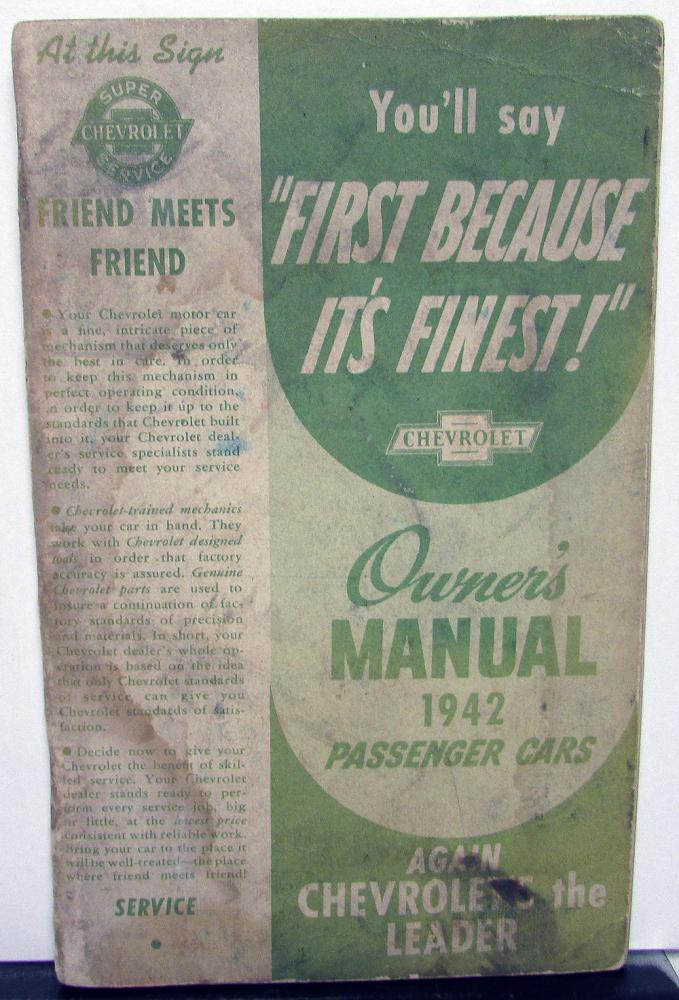 At this Sign
SUPER
CHEVROLET
SERVICE
FRIEND MEETS
FRIEND
● Your Chevrolet motor car
is a fine, intricate piece of
mechanism that deserves only
the best in care. In order
to keep this mechanism in
perfect operating condition,
in order to keep it up to the
standards that Chevrolet built
into it, your Chevrolet deal-
er's service specialists stand
ready to meet your service
needs.
● Chevrolet-trained mechanics
take your car in hand. They
work with Chevrolet designed
tools in order that factory
accuracy is assured. Genuine
Chevrolet parts are used to
insure a continuation of fac-
tory standards of precision
and materials. In short, your
Chevrolet dealer's whole op-
eration is based on the idea
that only Chevrolet standards
of service can give you
Chevrolet standards of satis-
faction.
● Decide now to give your
Chevrolet the benefit of skil-
led service. Your Chevrolet
dealer stands ready to per-
form every service job, big
or little, at the lowest price
consistent with reliable work.
Bring your car to the place it
will be well-treated—the place
where friend meets friend!
SERVICE
You'll say
"FIRST BECAUSE
IT'S FINEST!"
CHEVROLET
Owner's
MANUAL
1942
PASSENGER CARS
AGAIN
CHEVROLET'S the
LEADER